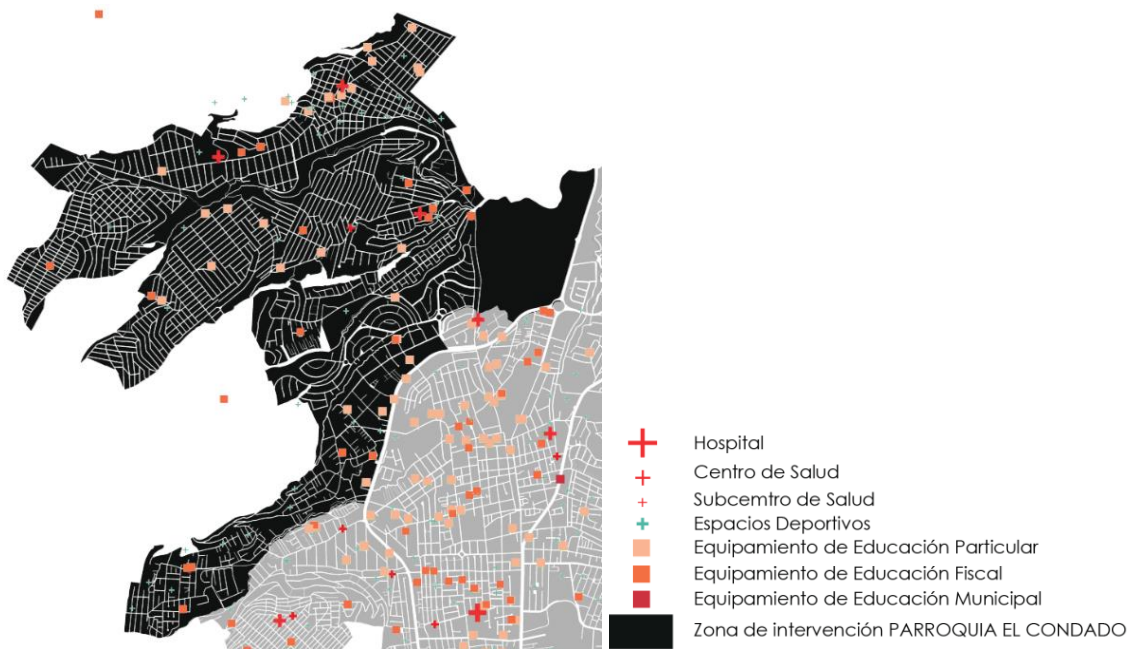 Hospital
Centro de Salud
Subcemtro de Salud
Espacios Deportivos
Equipamiento de Educación Particular
Equipamiento de Educación Fiscal
Equipamiento de Educación Municipal
Zona de intervención PARROQUIA EL CONDADO